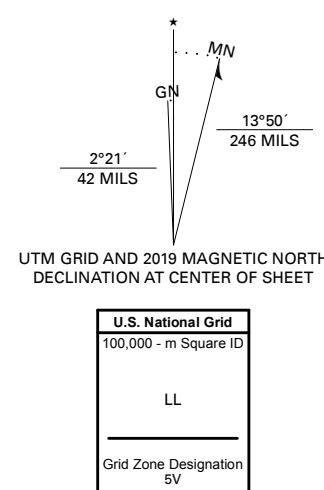 ★
MN
GN
13°50´
246 MILS
2°21´
42 MILS
UTM GRID AND 2019 MAGNETIC NORTH
DECLINATION AT CENTER OF SHEET
U.S. National Grid
100,000 - m Square ID
LL
Grid Zone Designation
5V